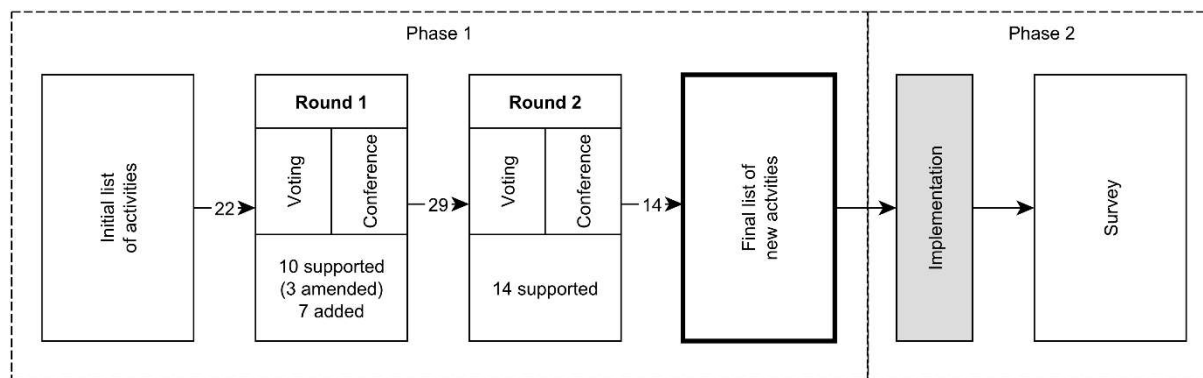 Phase 1
Phase 2
Initial list
of activities
22
Round 1
Voting
Conference
10 supported
(3 amended)
7 added
29
Round 2
Voting
Conference
14 supported
14
Final list of
new actvities
Implementation
Survey